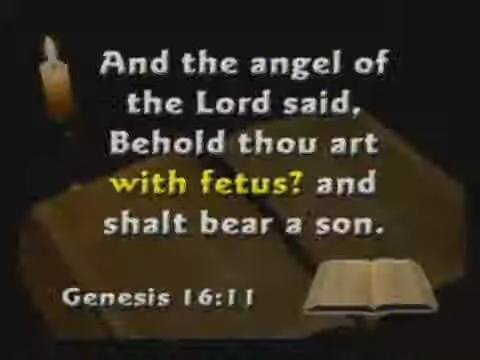 And the angel of
the Lord said,
Behold thou art
with fetus? and
shalt bear a son.
Genesis 16:11